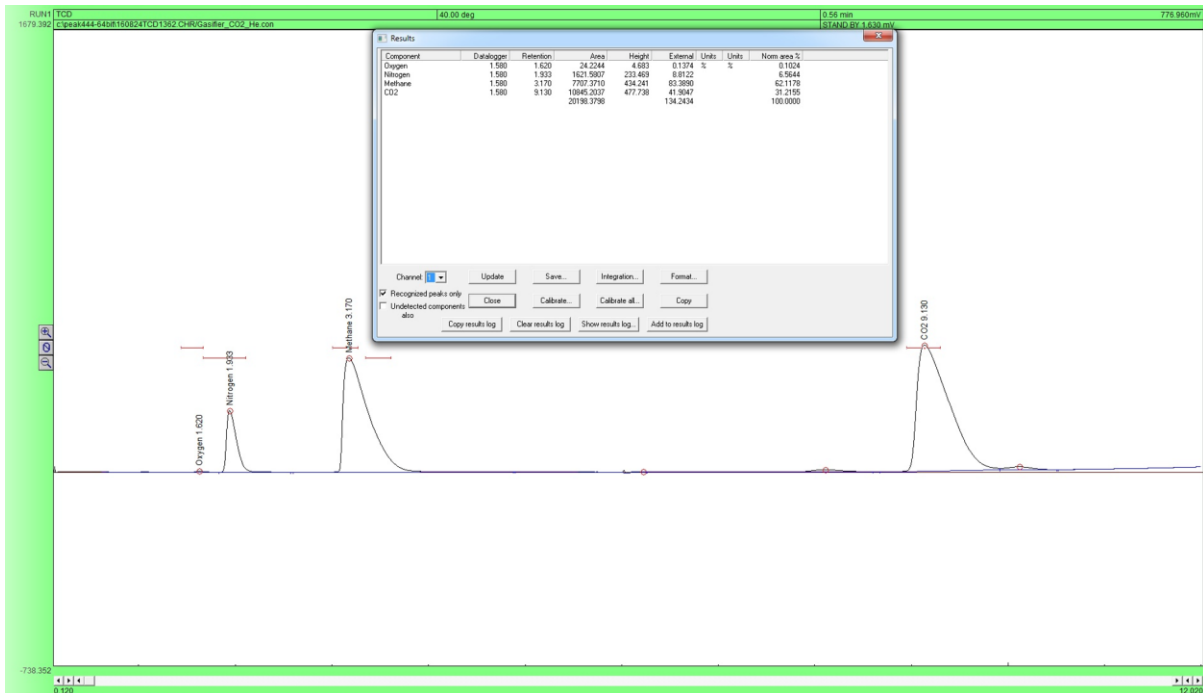 RUN1 TCD 40.00 deg 0.56 min 776.960mV
1679.392 c:\peak444-64bit\160824TCD1362.CHR/Gasifier_CO2_He.con STAND BY 1.630 mV
Results
Component Datalogger Retention Area Height External Units Units Norm area %
Oxygen 1.580 1.620 24.2244 4.683 0.1374 % % 0.1024
Nitrogen 1.580 1.933 1621.5807 233.469 8.8122 6.5644
Methane 1.580 3.170 7707.3710 434.241 83.3890 62.1178
CO2 1.580 9.130 10845.2037 477.738 41.9047 31.2155
20198.3798 134.2434 100.0000
Channel: 1 Update Save... Integration... Format...
Recognized peaks only
Close Calibrate... Calibrate all... Copy
Undetected components
also
Copy results log Clear results log Show results log... Add to results log
Oxygen 1.620
Nitrogen 1.933
Methane 3.170
CO2 9.130
-738.352
0.120 12.020